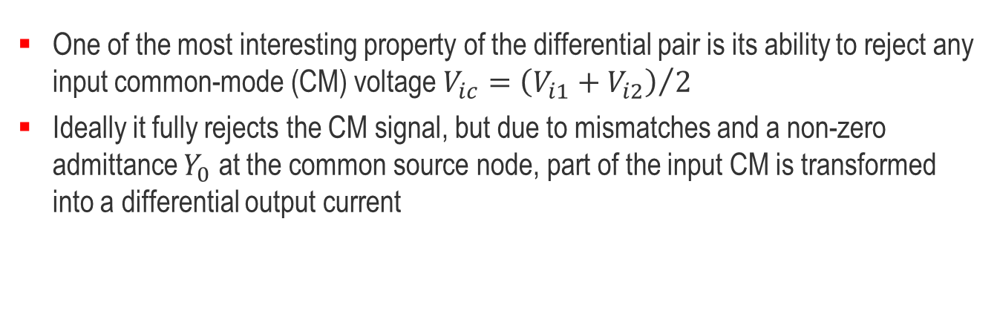 ▪ One of the most interesting property of the differential pair is its ability to reject any
input common-mode (CM) voltage V_{ic} = (V_{i1} + V_{i2})/2
▪ Ideally it fully rejects the CM signal, but due to mismatches and a non-zero
admittance Y_0 at the common source node, part of the input CM is transformed
into a differential output current